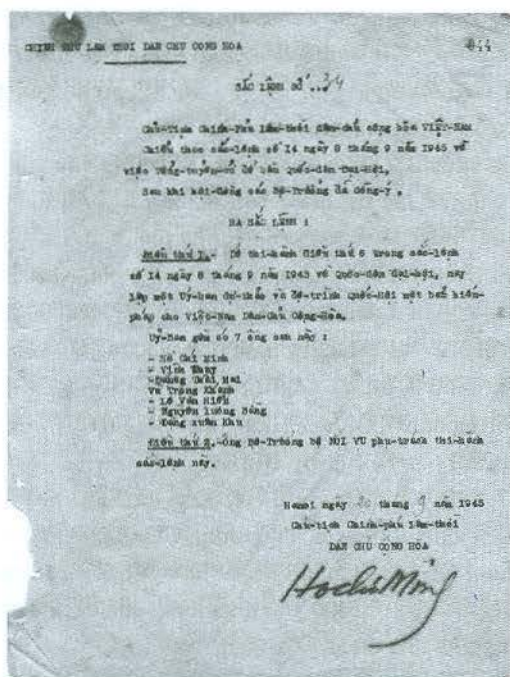 CHÍNH PHỦ LÂM THỜI DÂN CHỦ CỘNG HÒA
SẮC LỆNH SỐ ..34
Chủ-Tịch Chính-Phủ Lâm-thời dân-chủ cộng hòa VIỆT-NAM
Chiếu theo sắc-lệnh số 14 ngày 8 tháng 9 năm 1945 về
việc Tổng-tuyển-cử để bầu Quốc-dân Đại-Hội,
Sau khi hội-đồng các Bộ-Trưởng đã đồng-ý,
RA SẮC LỆNH :
Điều thứ 1.- Để thi-hành Điều thứ 6 trong sắc-lệnh
số 14 ngày 8 tháng 9 năm 1945 về Quốc-dân đại-hội, nay
lập một Uỷ-ban dự-thảo và đệ-trình Quốc-Hội một bản hiến-
pháp cho Việt-Nam Dân-Chủ Cộng-Hòa.
Uỷ-ban gồm có 7 ông sau này :
- Hồ Chí Minh
- Vĩnh Thụy
- Đặng Thai Mai
Vũ Trọng Khánh
- Lê Văn Hiến
- Nguyễn lương Bằng
- Đặng xuân Khu
Điều thứ 2.-Ông Bộ-Trưởng bộ NỘI VỤ phụ-trách thi-hành
sắc-lệnh này.
Hanoi ngày 20 tháng 9 năm 1945
Chủ-tịch Chính-phủ Lâm-thời
DÂN CHỦ CỘNG HÒA
Hochiminh